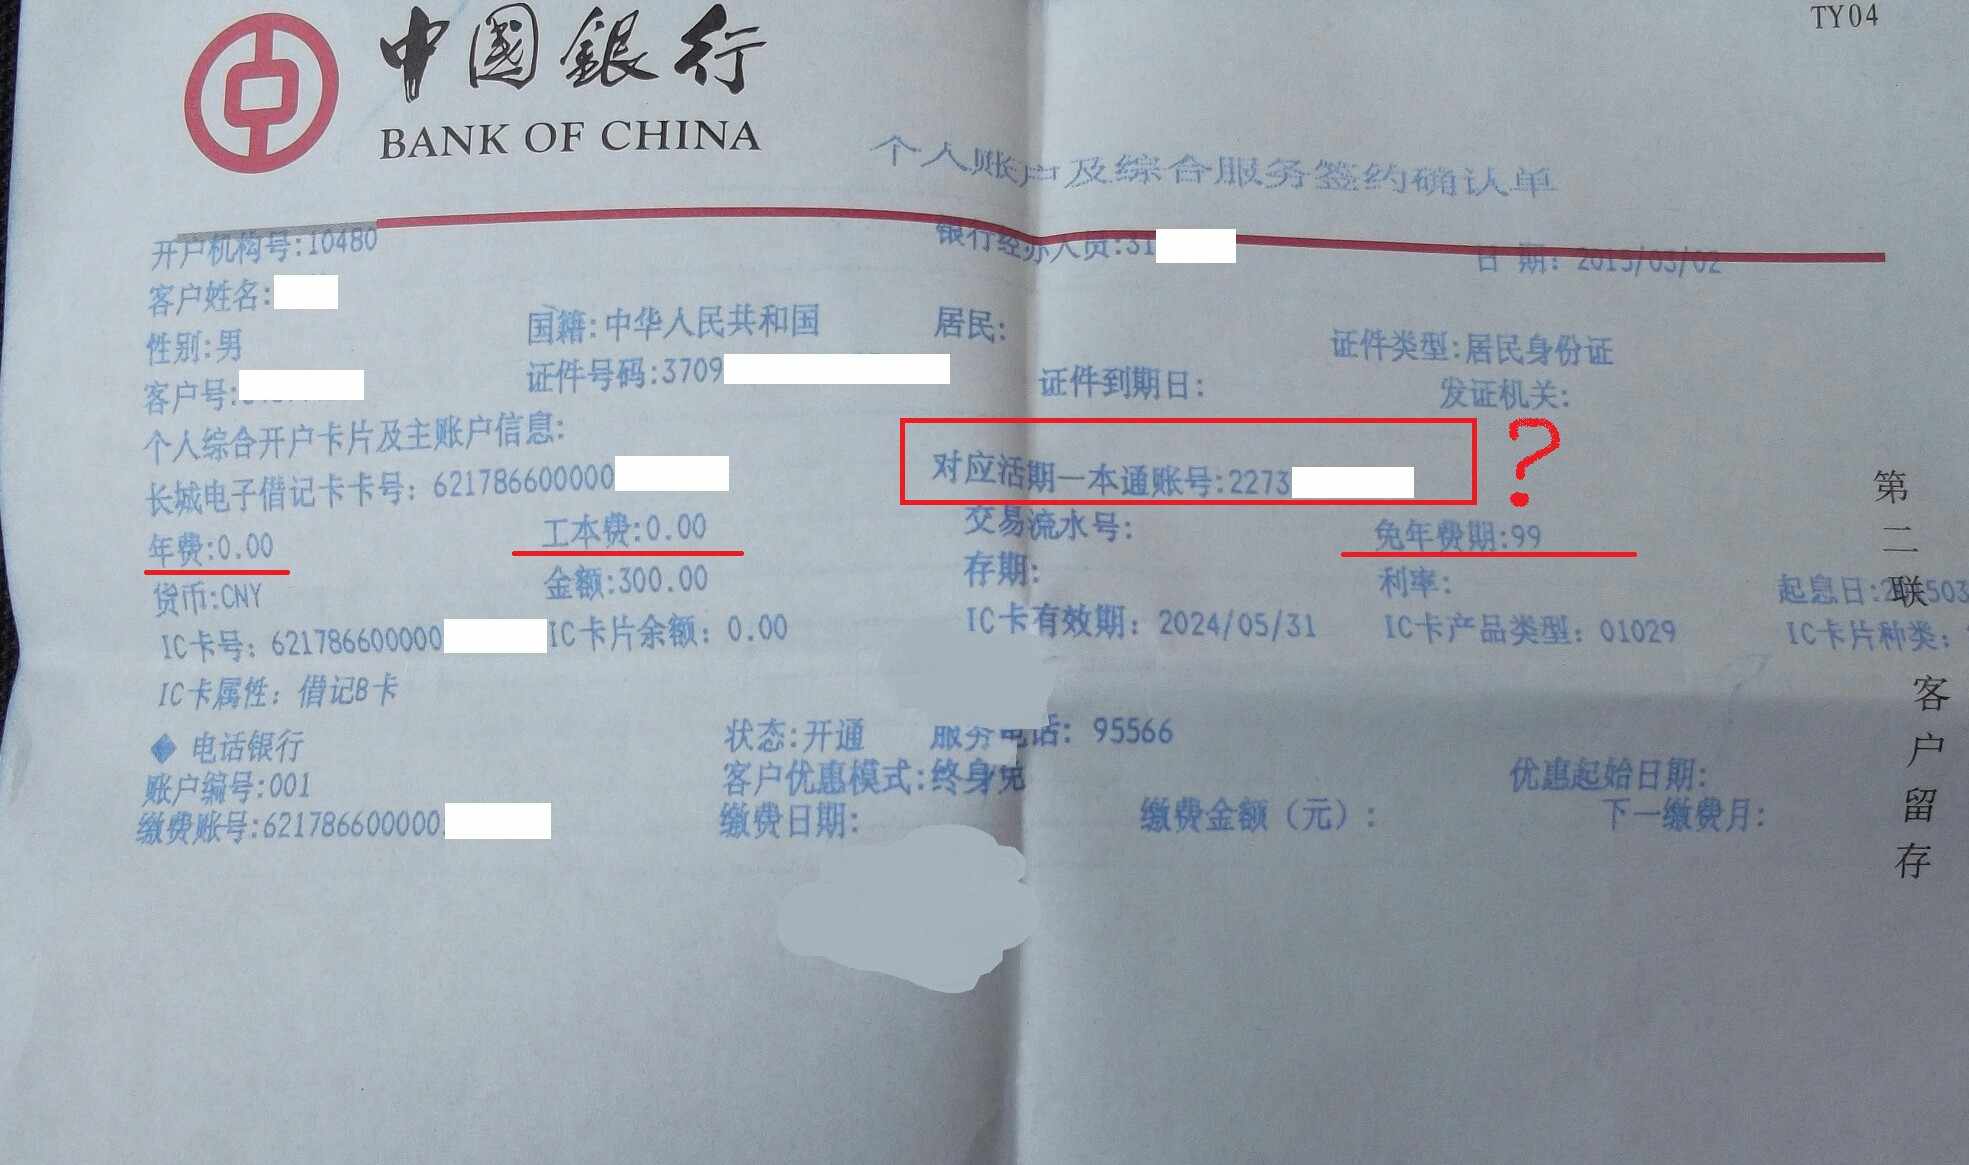 TY04
中國銀行
BANK OF CHINA
个人账户及综合服务签约确认单
开户机构号:10480 银行经办人员:31 日 期: 2015/03/02
客户姓名:
性别:男 国籍:中华人民共和国 居民: 证件类型:居民身份证
客户号: 证件号码:3709 证件到期日: 发证机关:
个人综合开户卡片及主账户信息:
长城电子借记卡卡号: 621786600000 对应活期一本通账号:2273 ?
年费:0.00 工本费:0.00 交易流水号: 免年费期:99
货币:CNY 金额:300.00 存期: 利率: 起息日:
IC卡号: 621786600000 IC卡片余额: 0.00 IC卡有效期: 2024/05/31 IC卡产品类型: 01029 IC卡片种类:
IC卡属性: 借记B卡
◆ 电话银行 状态:开通 服务电话: 95566
账户编号:001 客户优惠模式:终身免 优惠起始日期:
缴费账号:621786600000 缴费日期: 缴费金额(元): 下一缴费月:
第二联 客户留存